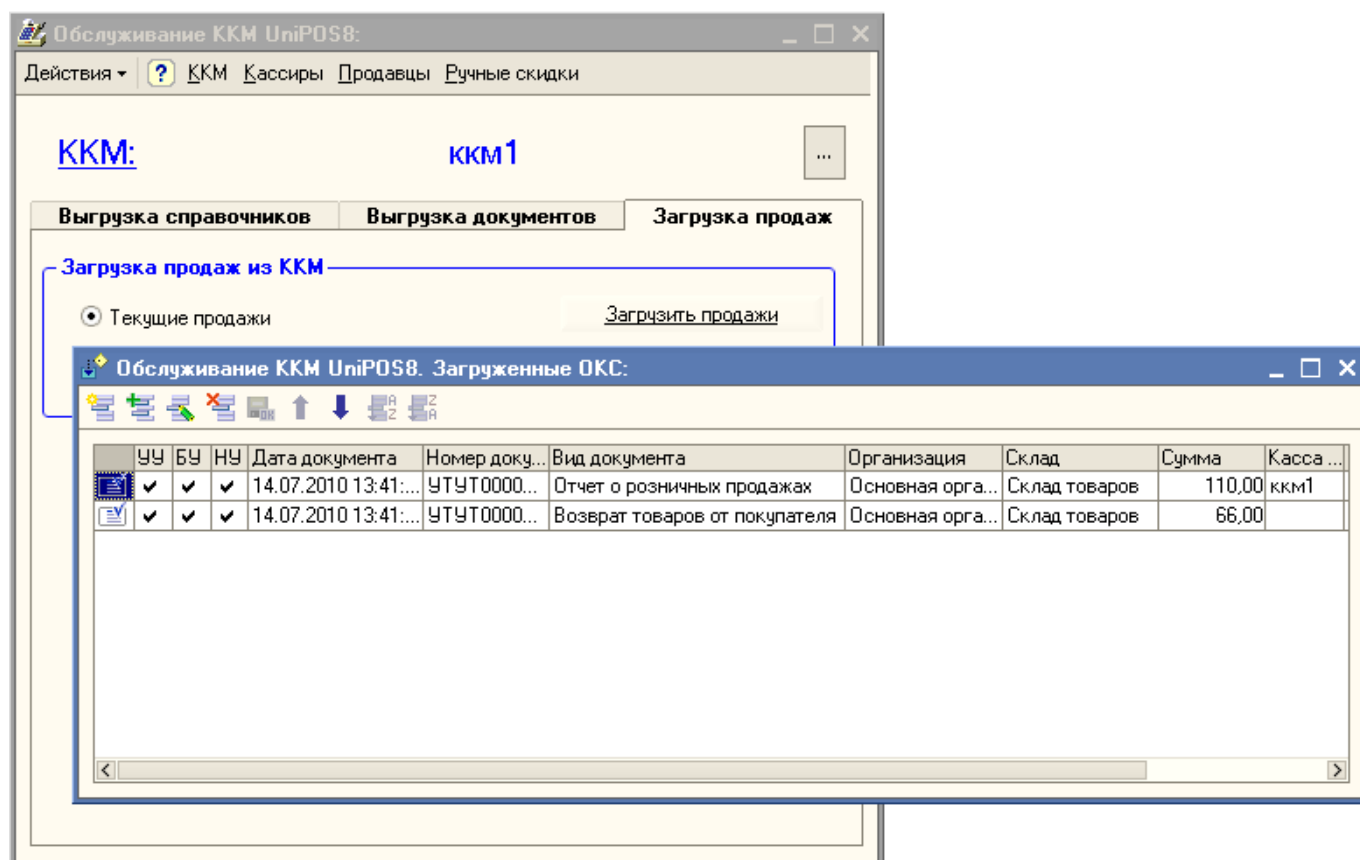 Обслуживание ККМ UniPOS8:
Действия ? ККМ Кассиры Продавцы Ручные скидки
ККМ: ккм1 ...
Выгрузка справочников Выгрузка документов Загрузка продаж
Загрузка продаж из ККМ
Текущие продажи Загрузить продажи
Обслуживание ККМ UniPOS8. Загруженные ОКС:
УУ БУ НУ Дата документа Номер доку... Вид документа Организация Склад Сумма Касса ...
14.07.2010 13:41:... УТУТ0000... Отчет о розничных продажах Основная орга... Склад товаров 110,00 ккм1
14.07.2010 13:41:... УТУТ0000... Возврат товаров от покупателя Основная орга... Склад товаров 66,00